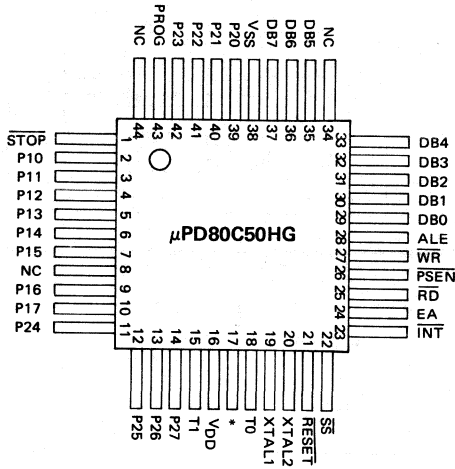 NC
PROG
P23
P22
P21
P20
VSS
DB7
DB6
DB5
NC
44
43
42
41
40
39
38
37
36
35
34
STOP 1
P10 2
P11 3
P12 4
P13 5
P14 6
P15 7
NC 8
P16 9
P17 10
P24 11
μPD80C50HG
33 DB4
32 DB3
31 DB2
30 DB1
29 DB0
28 ALE
27 WR
26 PSEN
25 RD
24 EA
23 INT
12
13
14
15
16
17
18
19
20
21
22
P25
P26
P27
T1
VDD
*
T0
XTAL1
XTAL2
RESET
SS